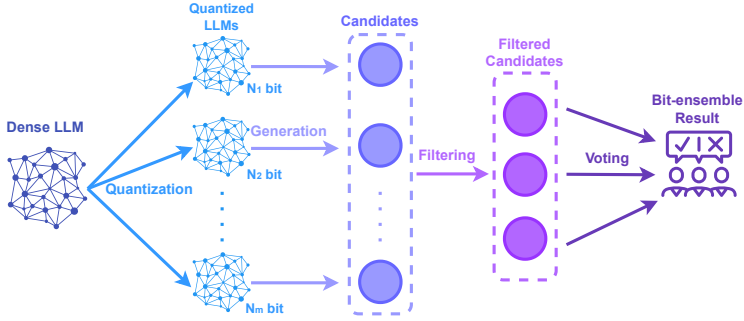 Quantized
LLMs
Candidates
Filtered
Candidates
Bit-ensemble
Result
Dense LLM
N1 bit
Generation
Quantization
N2 bit
Filtering
Voting
Nm bit